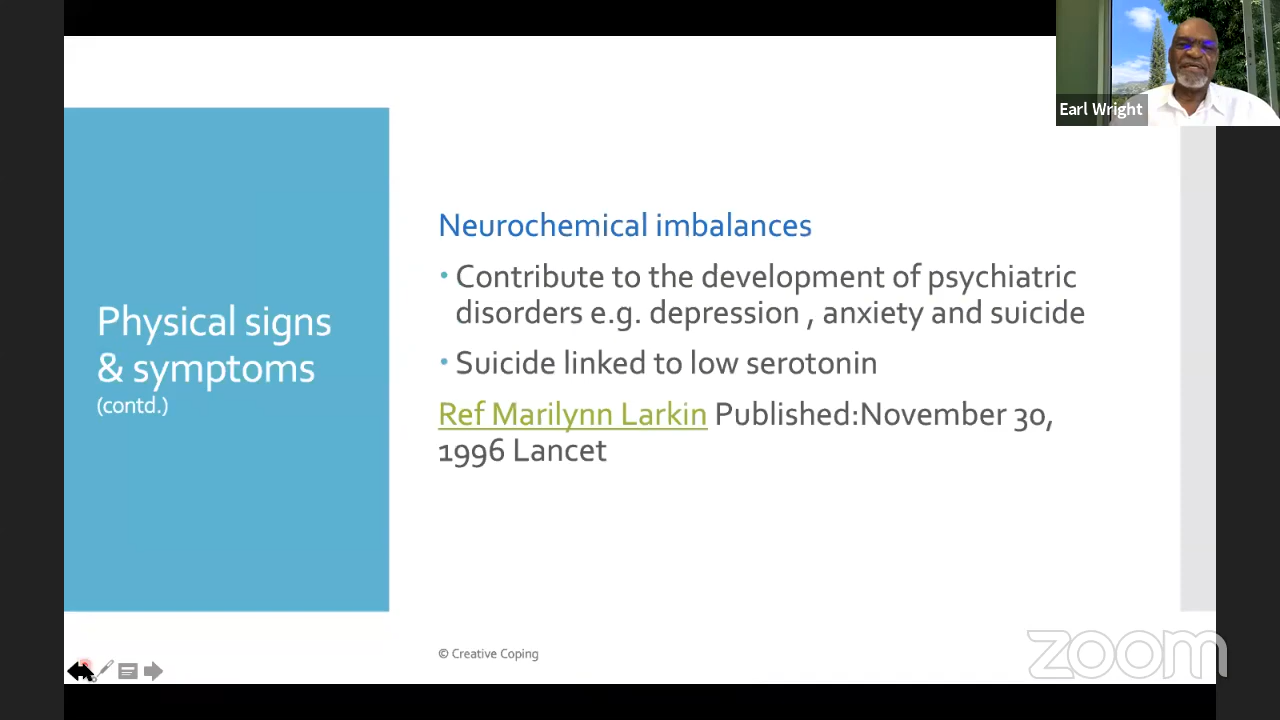 Earl Wright
Physical signs
& symptoms
(contd.)
Neurochemical imbalances
• Contribute to the development of psychiatric
disorders e.g. depression , anxiety and suicide
• Suicide linked to low serotonin
Ref Marilynn Larkin Published:November 30,
1996 Lancet
© Creative Coping
zoom